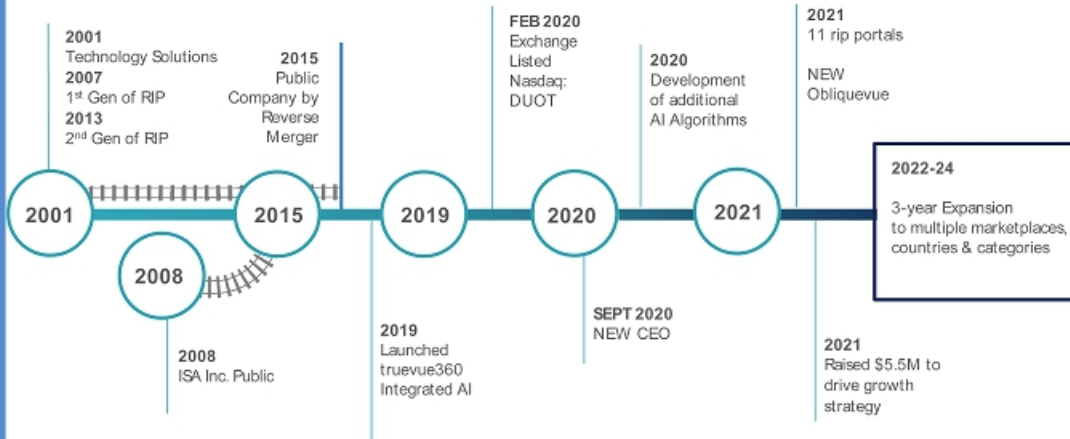 2001
Technology Solutions
2007
1st Gen of RIP
2013
2nd Gen of RIP
2015
Public
Company by
Reverse
Merger
FEB 2020
Exchange
Listed
Nasdaq:
DUOT
2020
Development
of additional
AI Algorithms
2021
11 rip portals
NEW
Obliquevue
2001
2015
2019
2020
2021
2022-24
3-year Expansion
to multiple marketplaces,
countries & categories
2008
2008
ISA Inc. Public
2019
Launched
truevue360
Integrated AI
SEPT 2020
NEW CEO
2021
Raised $5.5M to
drive growth
strategy